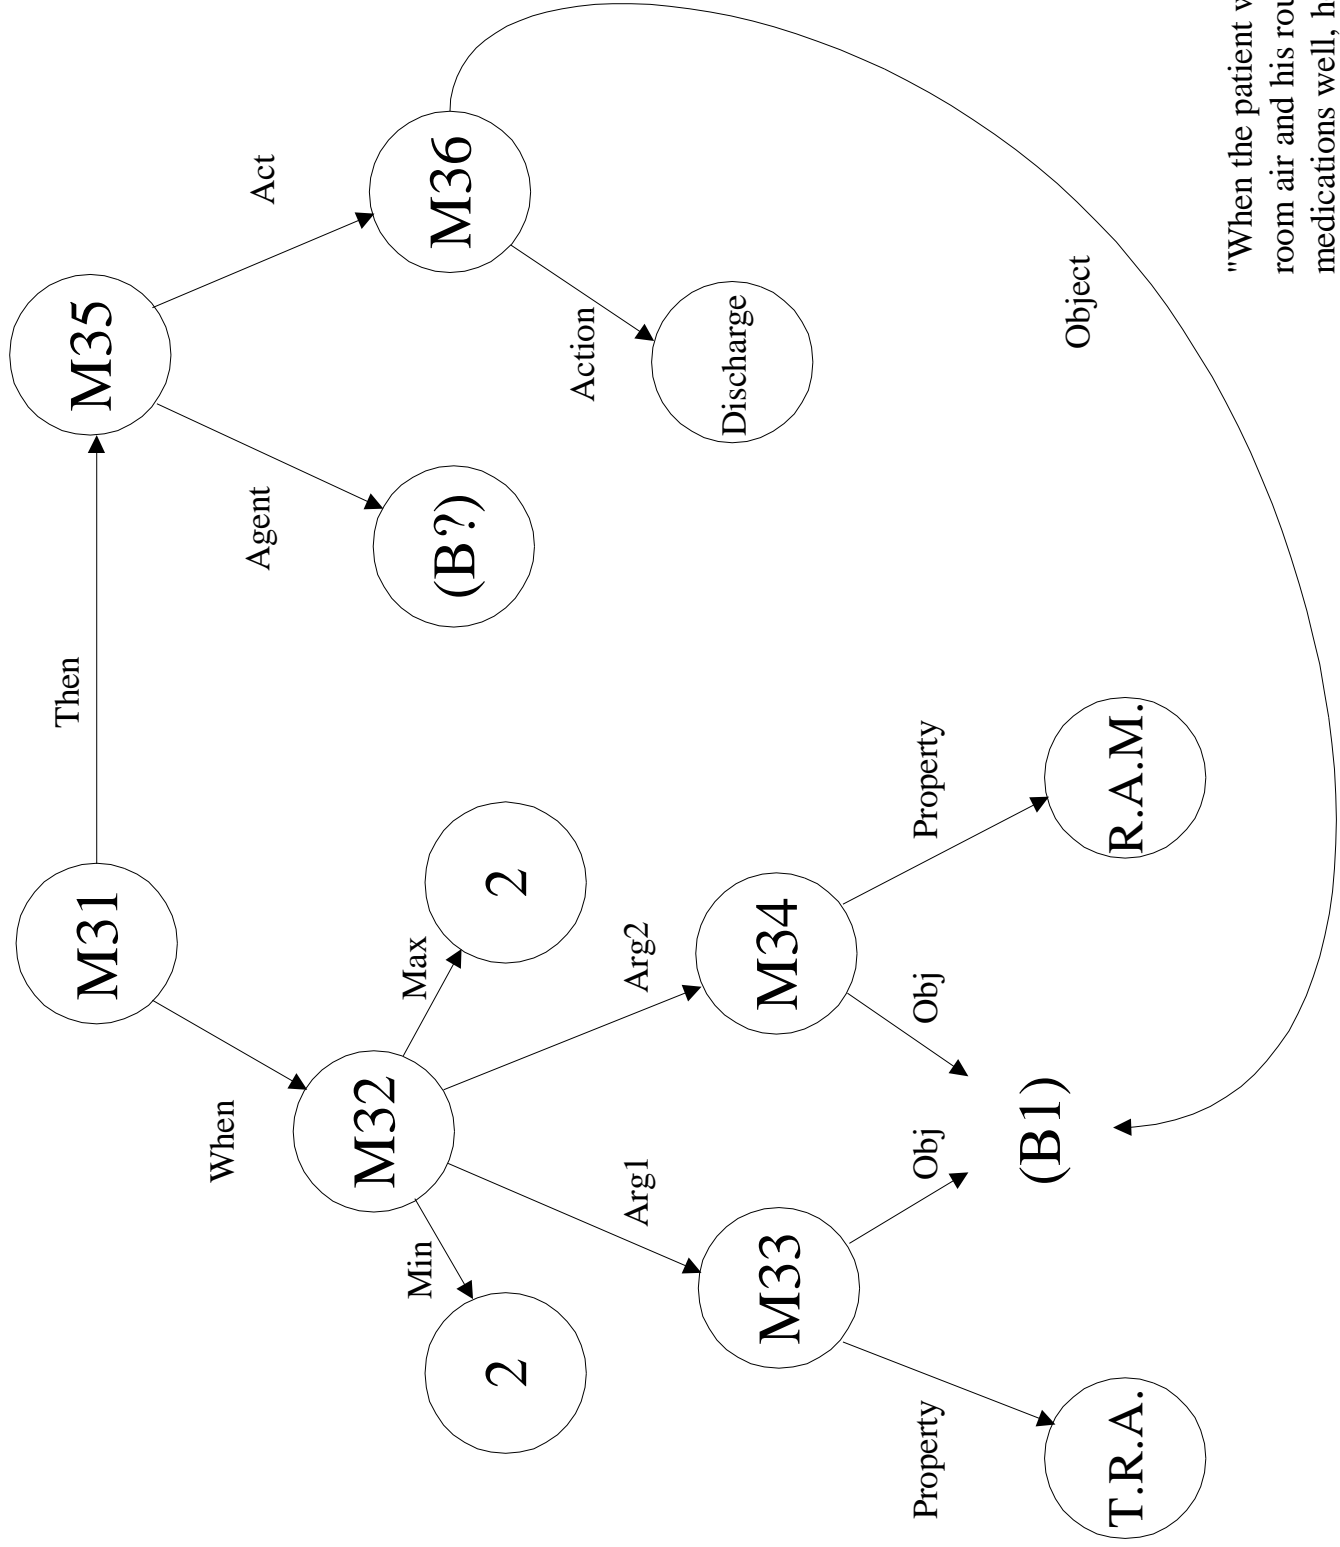 Then
M31
M35
When
Agent
Act
M32
Max
Min
(B?)
M36
2
2
Action
Arg1
Arg2
Discharge
M33
M34
Property
Obj
Obj
Property
(B1)
Object
T.R.A.
R.A.M.
"When the patient w
room air and his rou
medications well, h